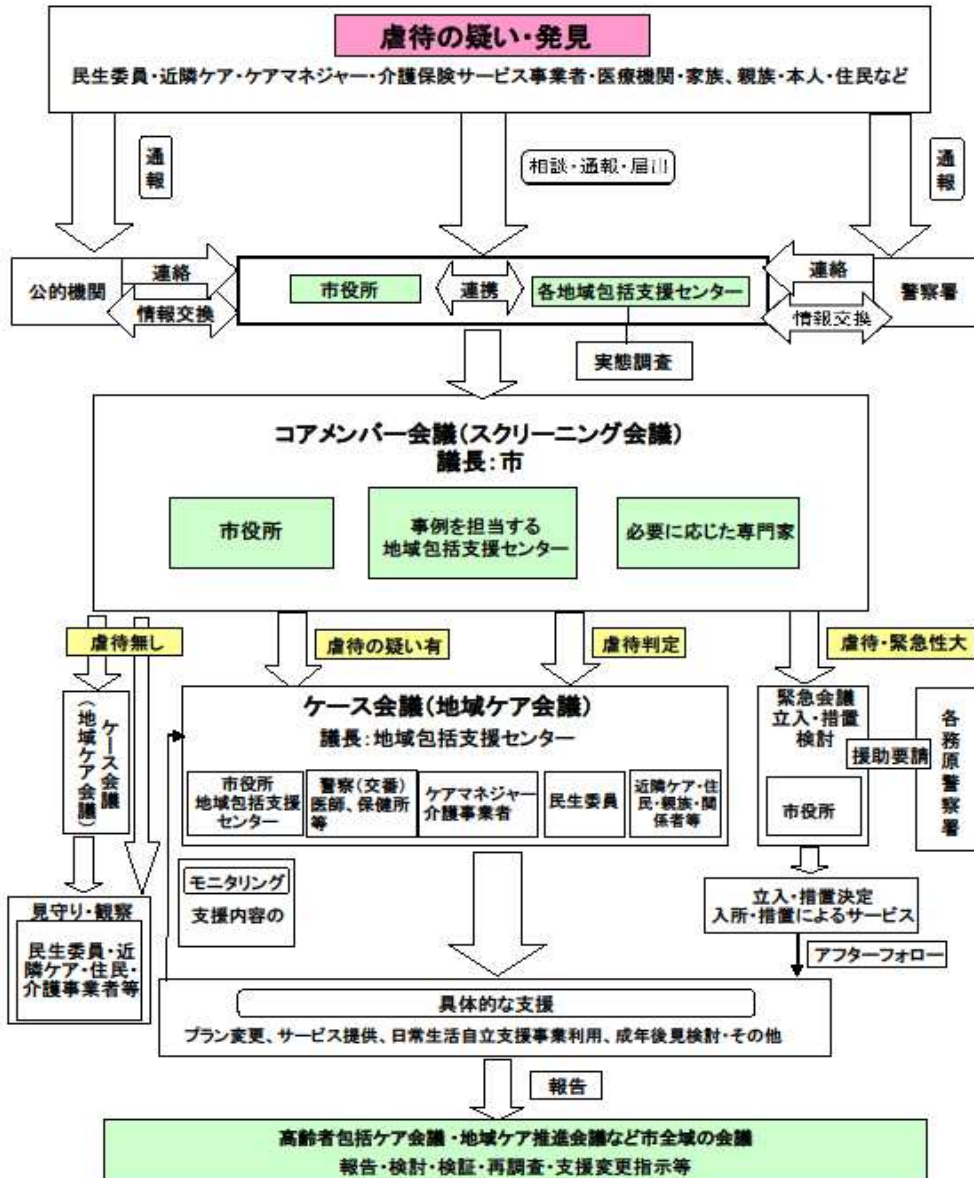 虐待の疑い・発見
民生委員・近隣ケア・ケアマネジャー・介護保険サービス事業者・医療機関・家族、親族・本人・住民など
通報
相談・通報・届出
通報
公的機関
連絡
情報交換
市役所
連携
各地域包括支援センター
連絡
情報交換
警察署
実態調査
コアメンバー会議(スクリーニング会議)
議長:市
市役所
事例を担当する
地域包括支援センター
必要に応じた専門家
虐待無し
虐待の疑い有
虐待判定
虐待・緊急性大
ケース会議
(地域ケア会議)
ケース会議(地域ケア会議)
議長:地域包括支援センター
市役所
地域包括支援
センター
警察(交番)
医師、保健所
等
ケアマネジャー
介護事業者
民生委員
近隣ケア・住
民・親族・関
係者等
緊急会議
立入・措置
検討
市役所
援助要請
各務原警察署
モニタリング
支援内容の
見守り・観察
民生委員・近
隣ケア・住民・
介護事業者等
立入・措置決定
入所・措置によるサービス
アフターフォロー
具体的な支援
プラン変更、サービス提供、日常生活自立支援事業利用、成年後見検討・その他
報告
高齢者包括ケア会議・地域ケア推進会議など市全域の会議
報告・検討・検証・再調査・支援変更指示等